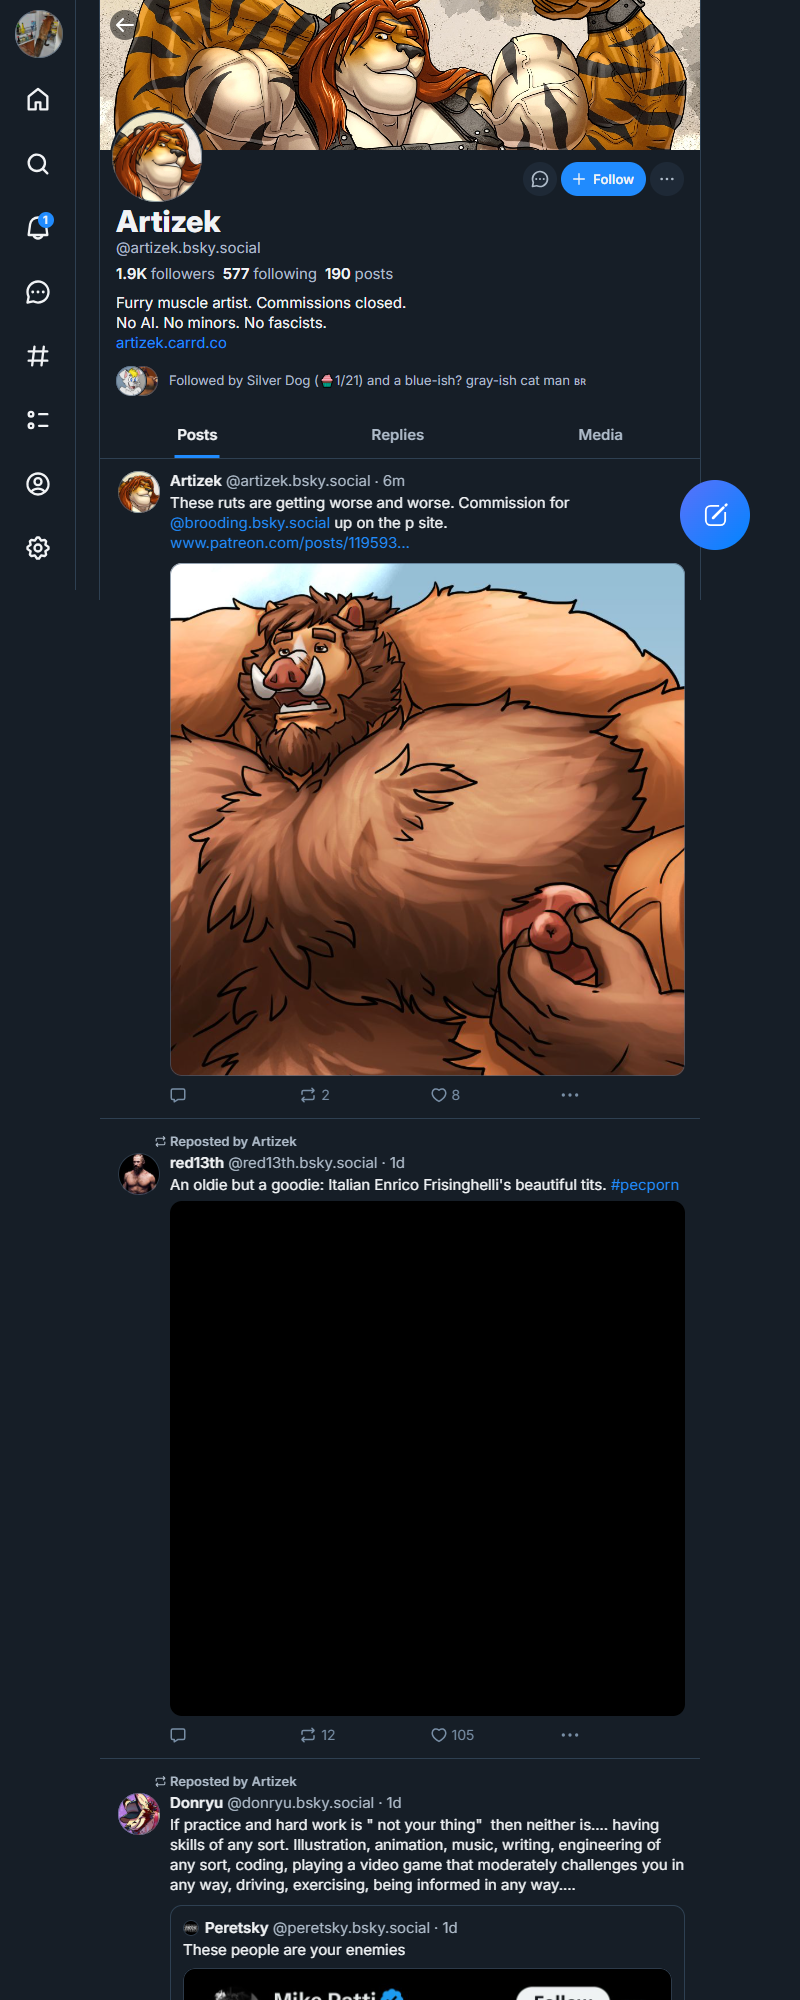 1
Follow
Artizek
@artizek.bsky.social
1.9K followers 577 following 190 posts
Furry muscle artist. Commissions closed.
No AI. No minors. No fascists.
artizek.carrd.co
Followed by Silver Dog (🧁1/21) and a blue-ish? gray-ish cat man BR
Posts Replies Media
Artizek @artizek.bsky.social · 6m
These ruts are getting worse and worse. Commission for
@brooding.bsky.social up on the p site.
www.patreon.com/posts/119593...
2 8
Reposted by Artizek
red13th @red13th.bsky.social · 1d
An oldie but a goodie: Italian Enrico Frisinghelli's beautiful tits. #pecporn
12 105
Reposted by Artizek
Donryu @donryu.bsky.social · 1d
If practice and hard work is " not your thing"  then neither is.... having
skills of any sort. Illustration, animation, music, writing, engineering of
any sort, coding, playing a video game that moderately challenges you in
any way, driving, exercising, being informed in any way....
Peretsky @peretsky.bsky.social · 1d
These people are your enemies
Mike Patti Follow